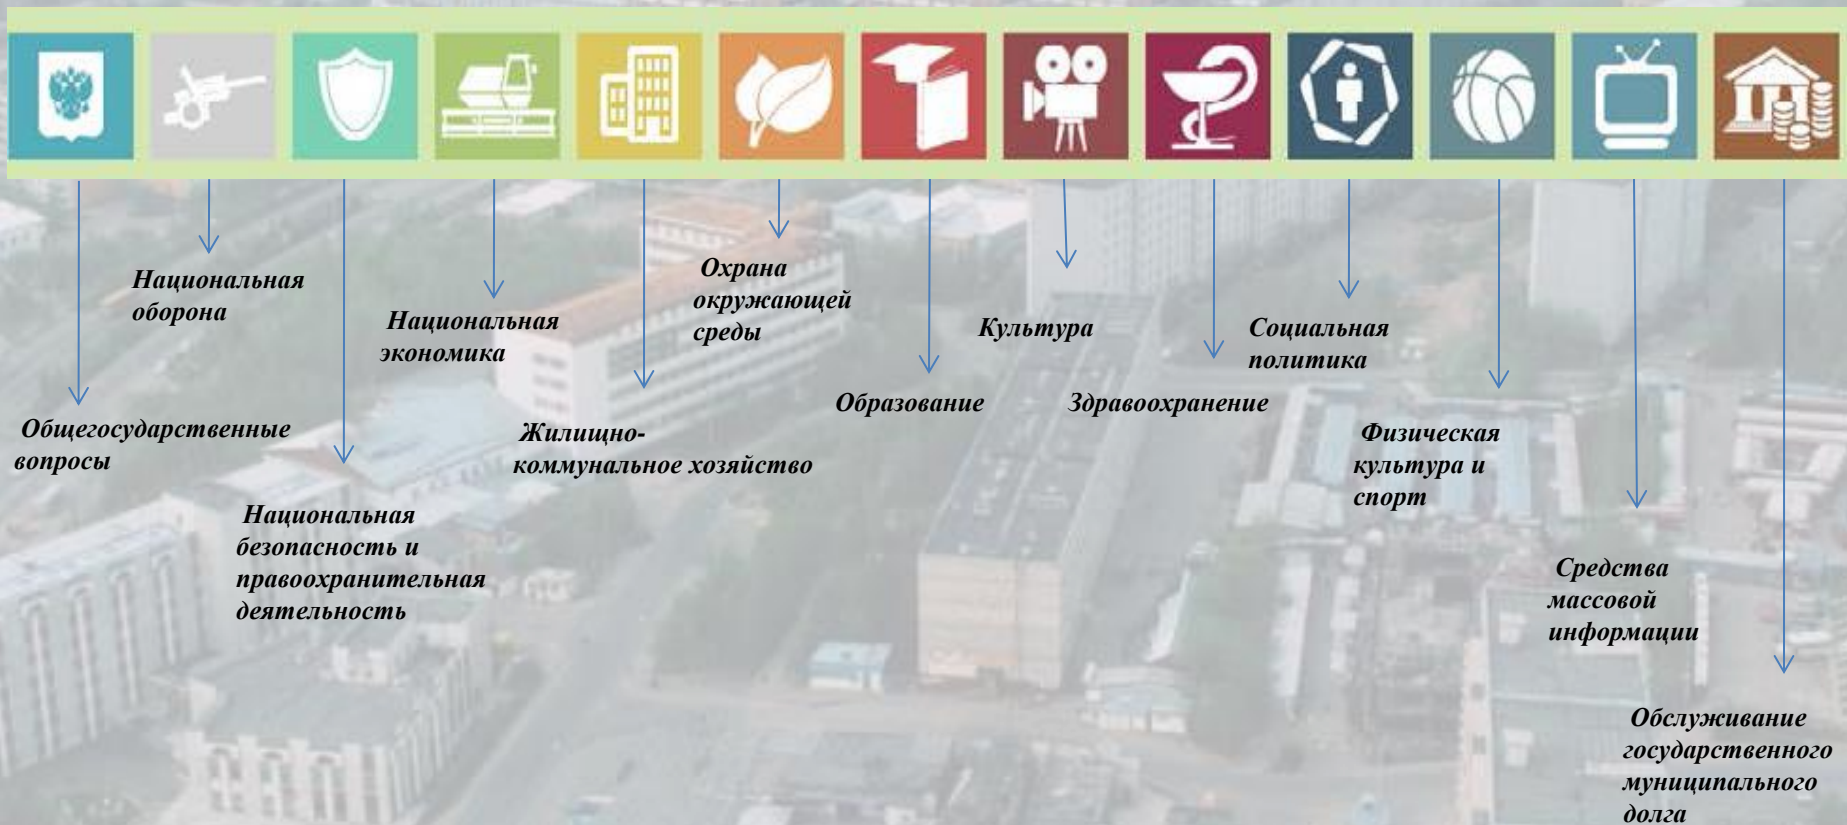 Общегосударственные
вопросы
Национальная
оборона
Национальная
безопасность и
правоохранительная
деятельность
Национальная
экономика
Жилищно-
коммунальное хозяйство
Охрана
окружающей
среды
Образование
Культура
Здравоохранение
Социальная
политика
Физическая
культура и
спорт
Средства
массовой
информации
Обслуживание
государственного
муниципального
долга